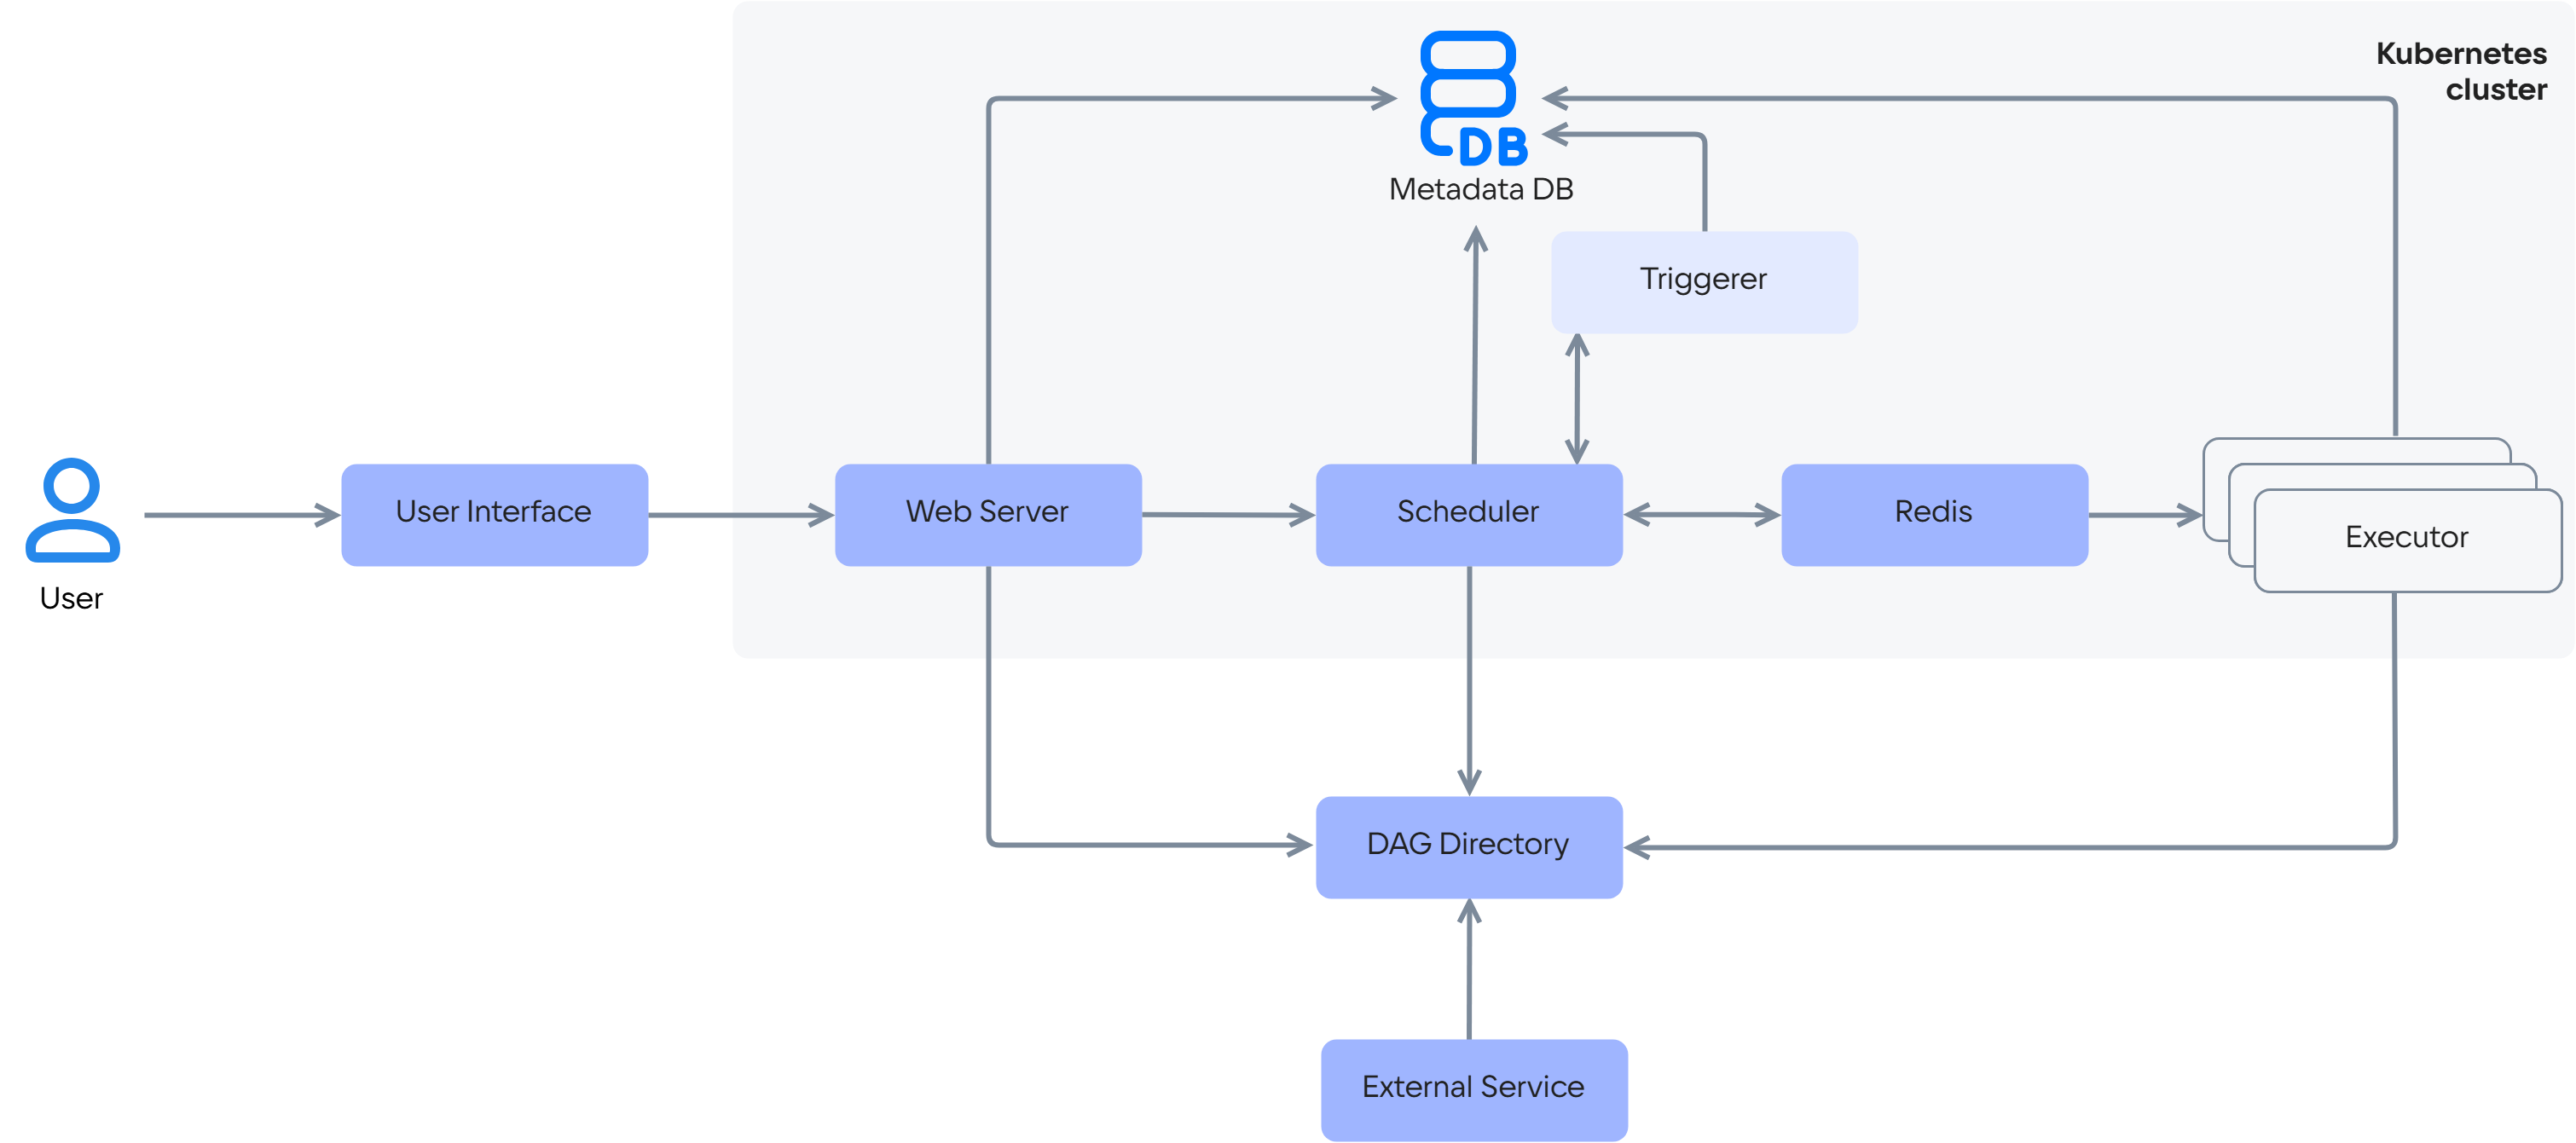 Kubernetes
cluster
DB
Metadata DB
Triggerer
User Interface
Web Server
Scheduler
Redis
Executor
User
DAG Directory
External Service